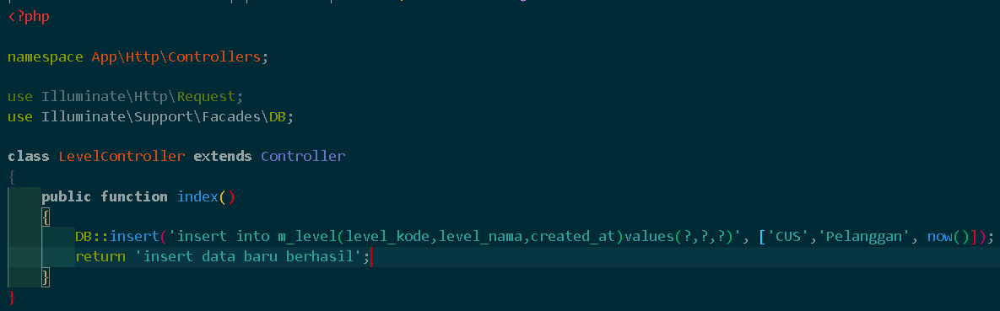 <?php
namespace App\Http\Controllers;
use Illuminate\Http\Request;
use Illuminate\Support\Facades\DB;
class LevelController extends Controller
{
    public function index()
    {
        DB::insert('insert into m_level(level_kode,level_nama,created_at)values(?,?,?)', ['CUS','Pelanggan', now()]);
        return 'insert data baru berhasil';
    }
}